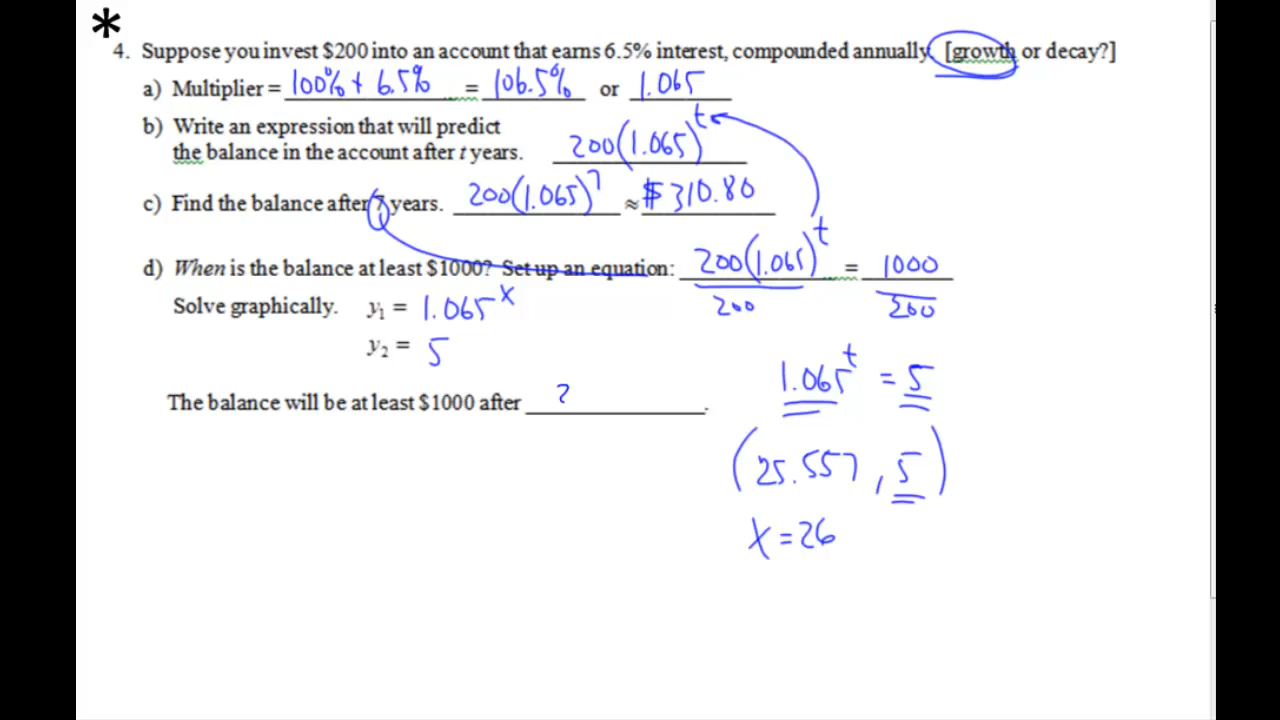 *
4. Suppose you invest $200 into an account that earns 6.5% interest, compounded annually. [growth or decay?]
a) Multiplier = 100% + 6.5% = 106.5% or 1.065
b) Write an expression that will predict
the balance in the account after t years. 200(1.065)^t
c) Find the balance after 7 years. 200(1.065)^7 ≈ $310.80
d) When is the balance at least $1000? Set up an equation: 200(1.065)^t = 1000
200 200
Solve graphically. y₁ = 1.065^x
y₂ = 5
1.065^t = 5
The balance will be at least $1000 after ___.
(25.557, 5)
x = 26